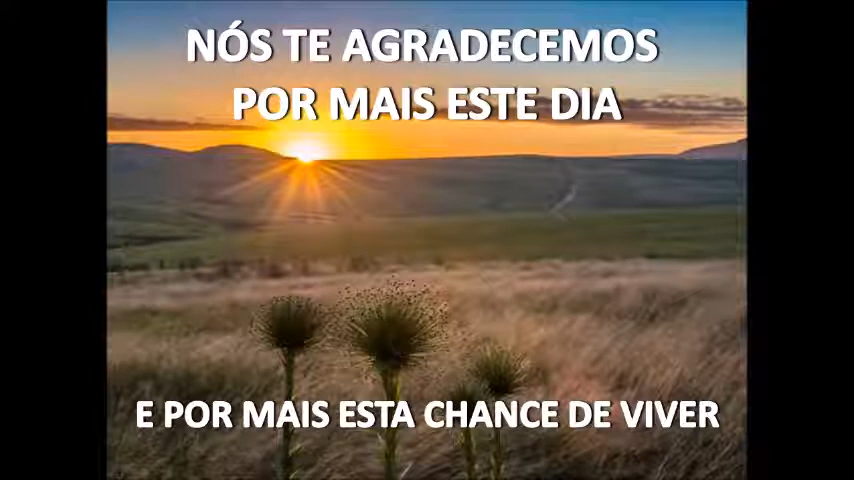 NÓS TE AGRADECEMOS
POR MAIS ESTE DIA
E POR MAIS ESTA CHANCE DE VIVER